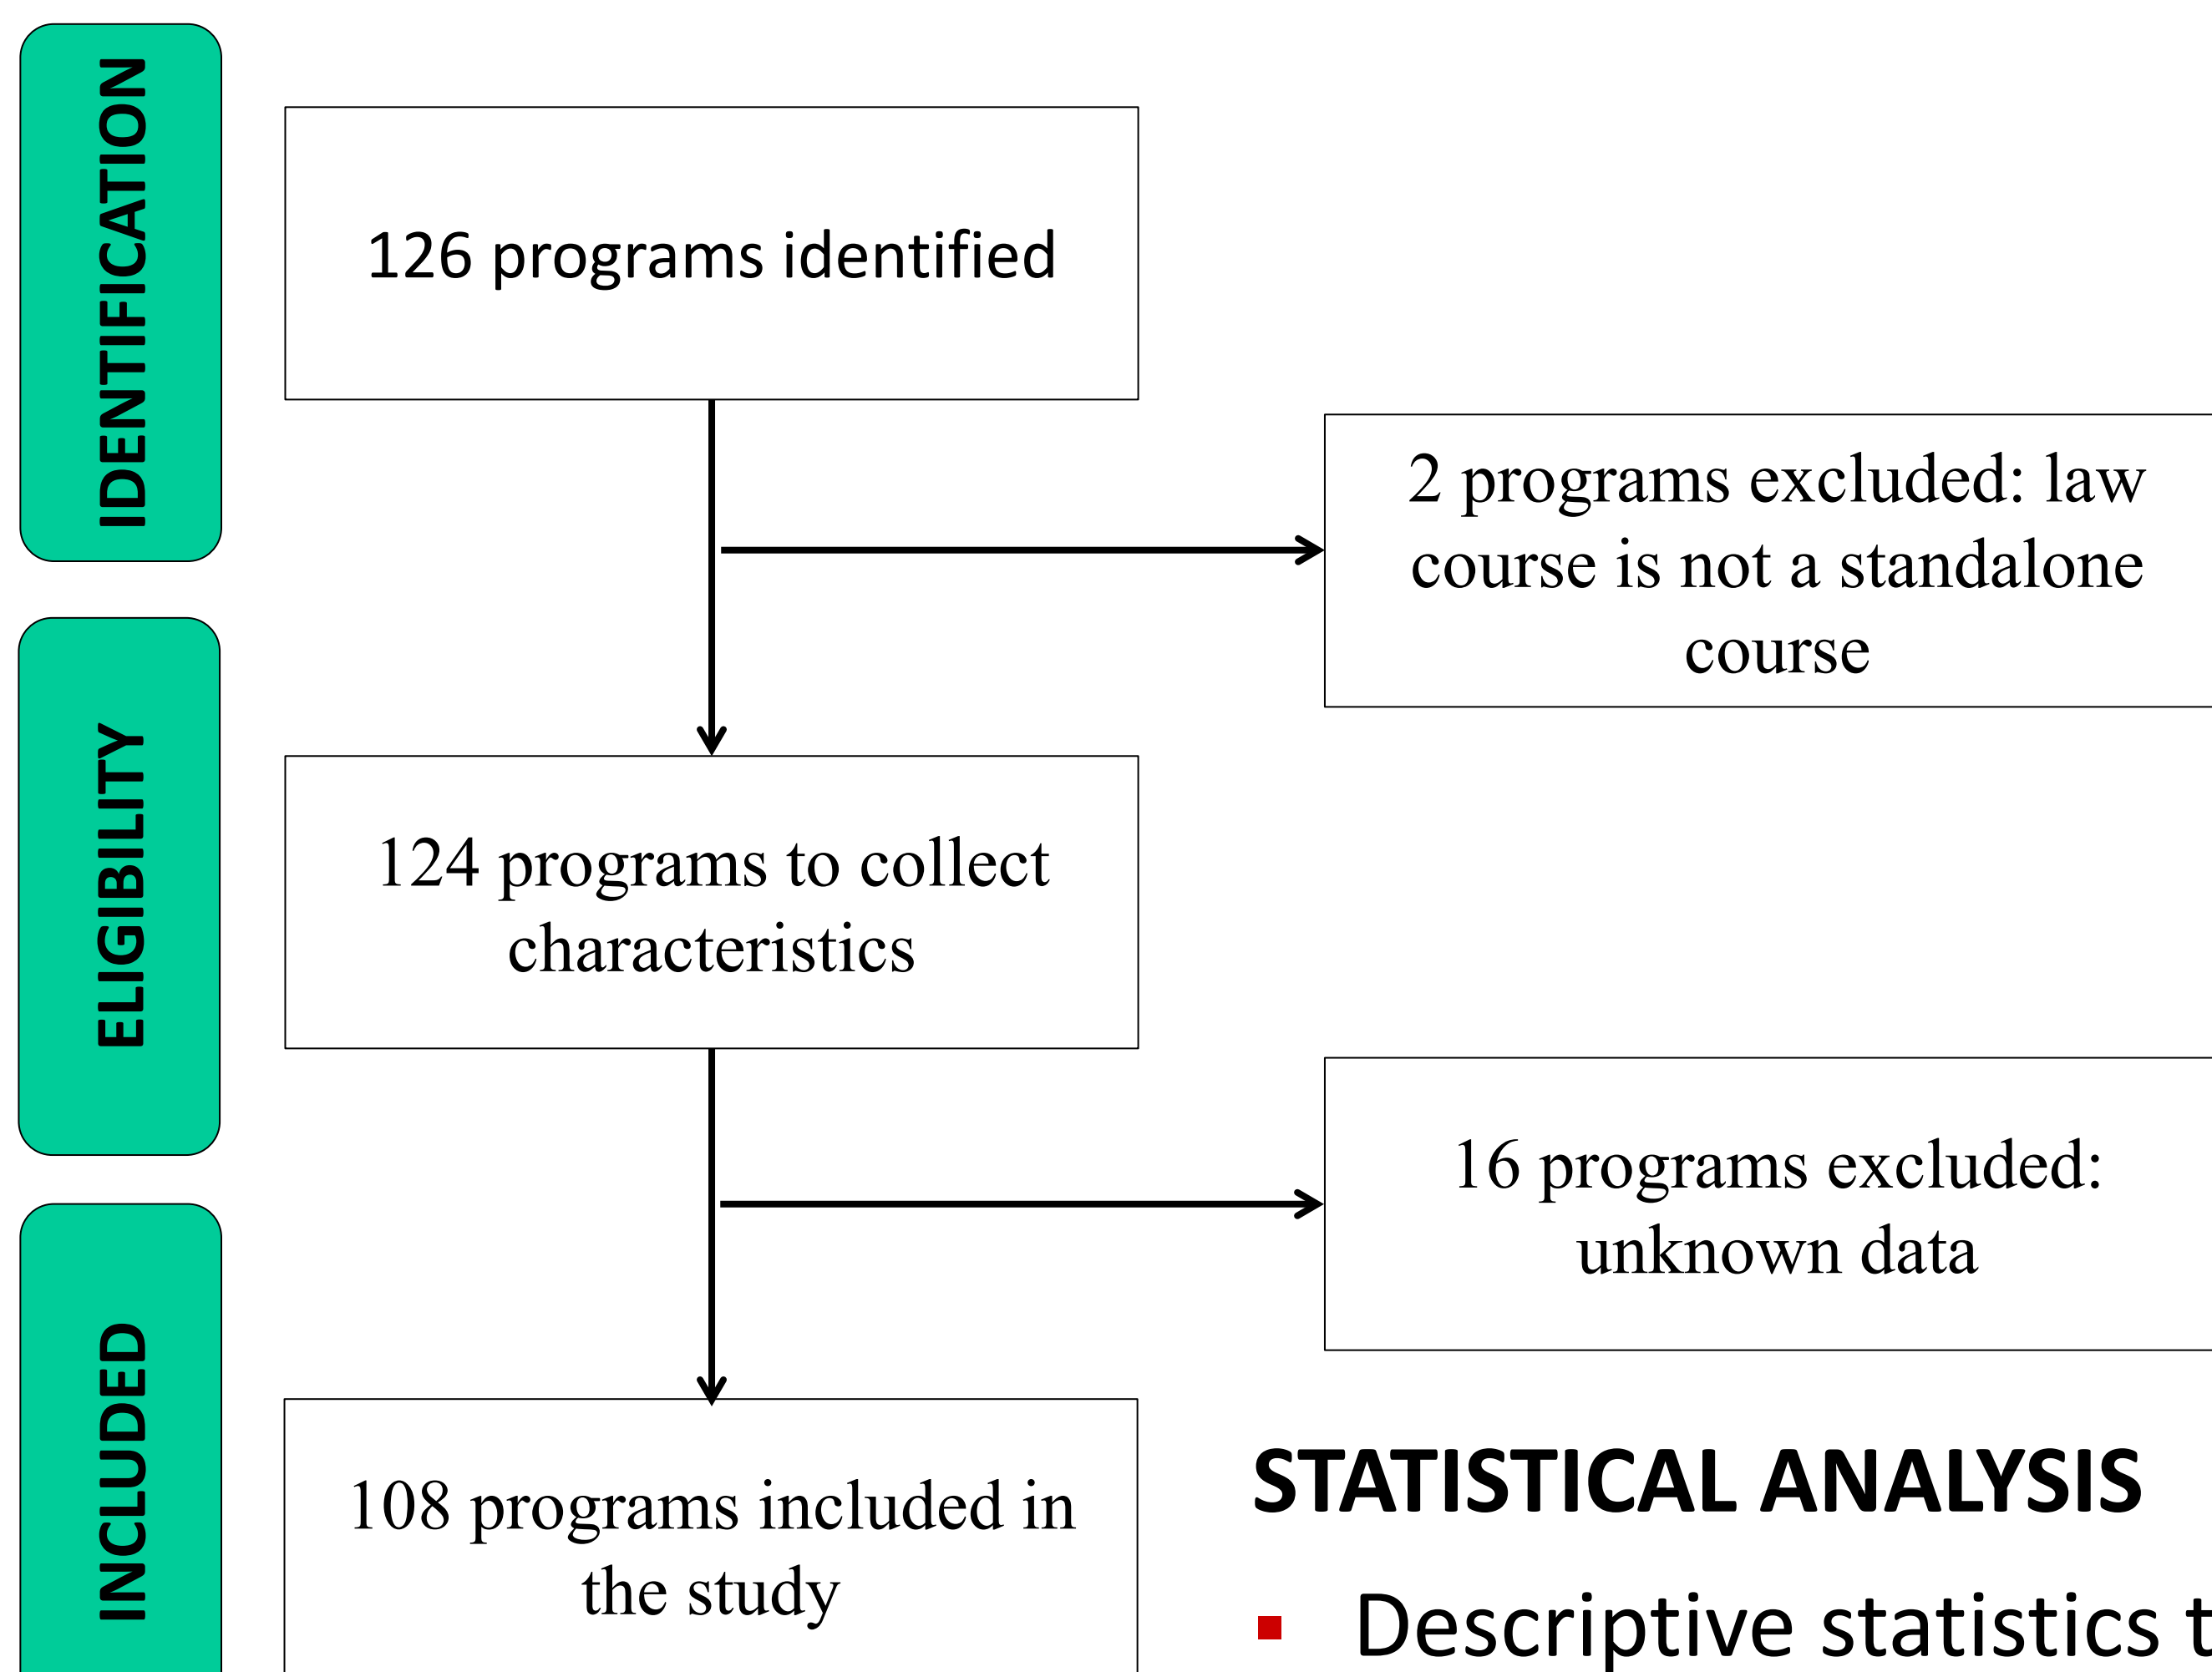 IDENTIFICATION
126 programs identified
2 programs excluded: law
course is not a standalone
course
ELIGIBILITY
124 programs to collect
characteristics
16 programs excluded:
unknown data
INCLUDED
108 programs included in
the study
STATISTICAL ANALYSIS
▪ Descriptive statistics